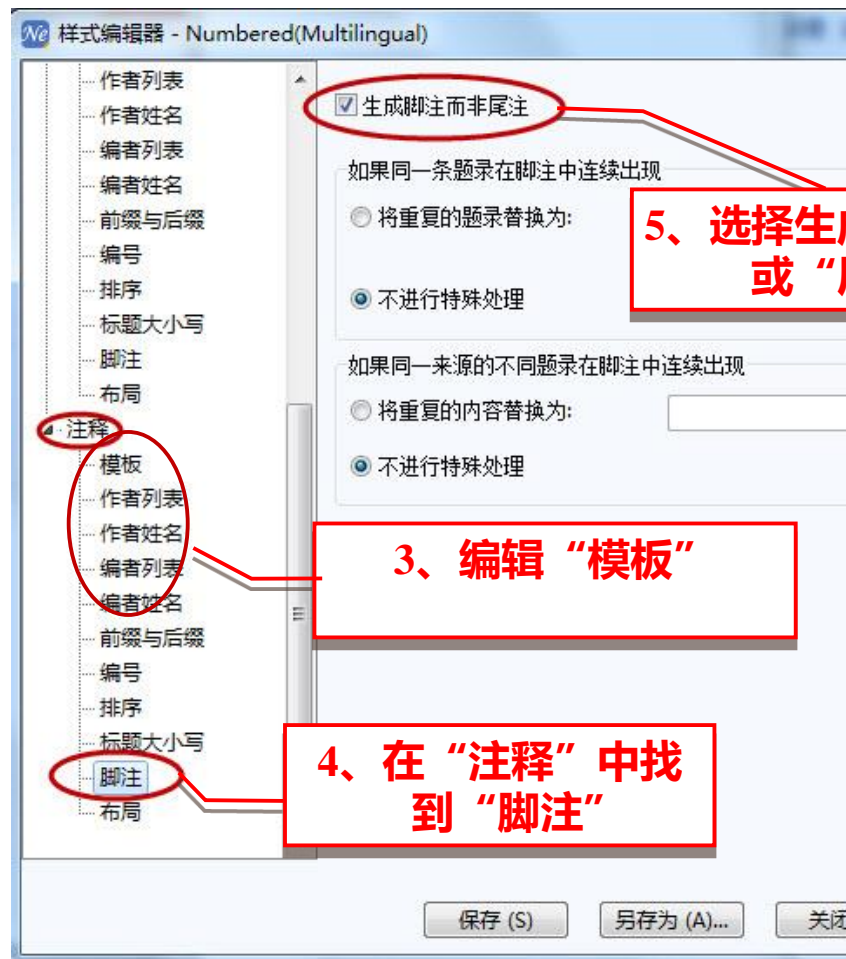 Ne 样式编辑器 - Numbered(Multilingual)
作者列表
作者姓名
编者列表
编者姓名
前缀与后缀
编号
排序
标题大小写
脚注
布局
注释
模板
作者列表
作者姓名
编者列表
编者姓名
前缀与后缀
编号
排序
标题大小写
脚注
布局
生成脚注而非尾注
如果同一条题录在脚注中连续出现
将重复的题录替换为:
不进行特殊处理
如果同一来源的不同题录在脚注中连续出现
将重复的内容替换为:
不进行特殊处理
5、选择生
或“
3、编辑“模板”
4、在“注释”中找
到“脚注”
保存 (S)
另存为 (A)...
关闭